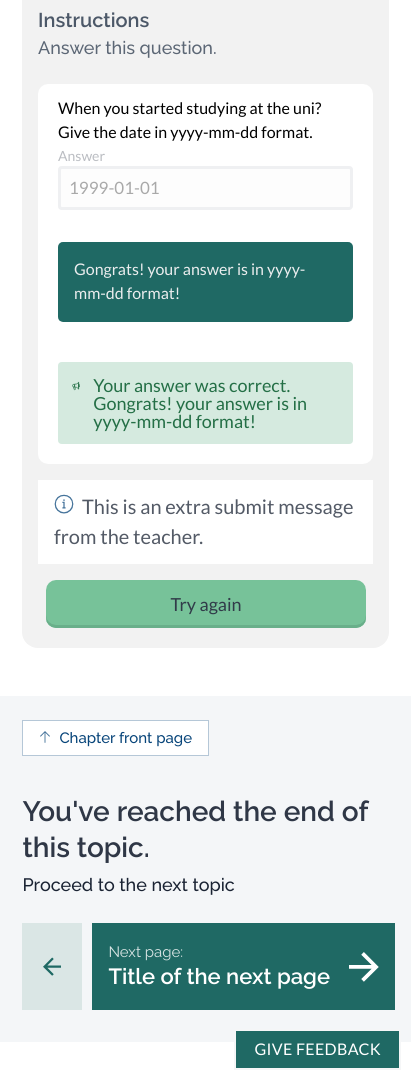 Instructions
Answer this question.
When you started studying at the uni?
Give the date in yyyy-mm-dd format.
Answer
1999-01-01
Gongrats! your answer is in yyyy-
mm-dd format!
Your answer was correct.
Gongrats! your answer is in
yyyy-mm-dd format!
This is an extra submit message
from the teacher.
Try again
Chapter front page
You've reached the end of
this topic.
Proceed to the next topic
Next page:
Title of the next page
GIVE FEEDBACK